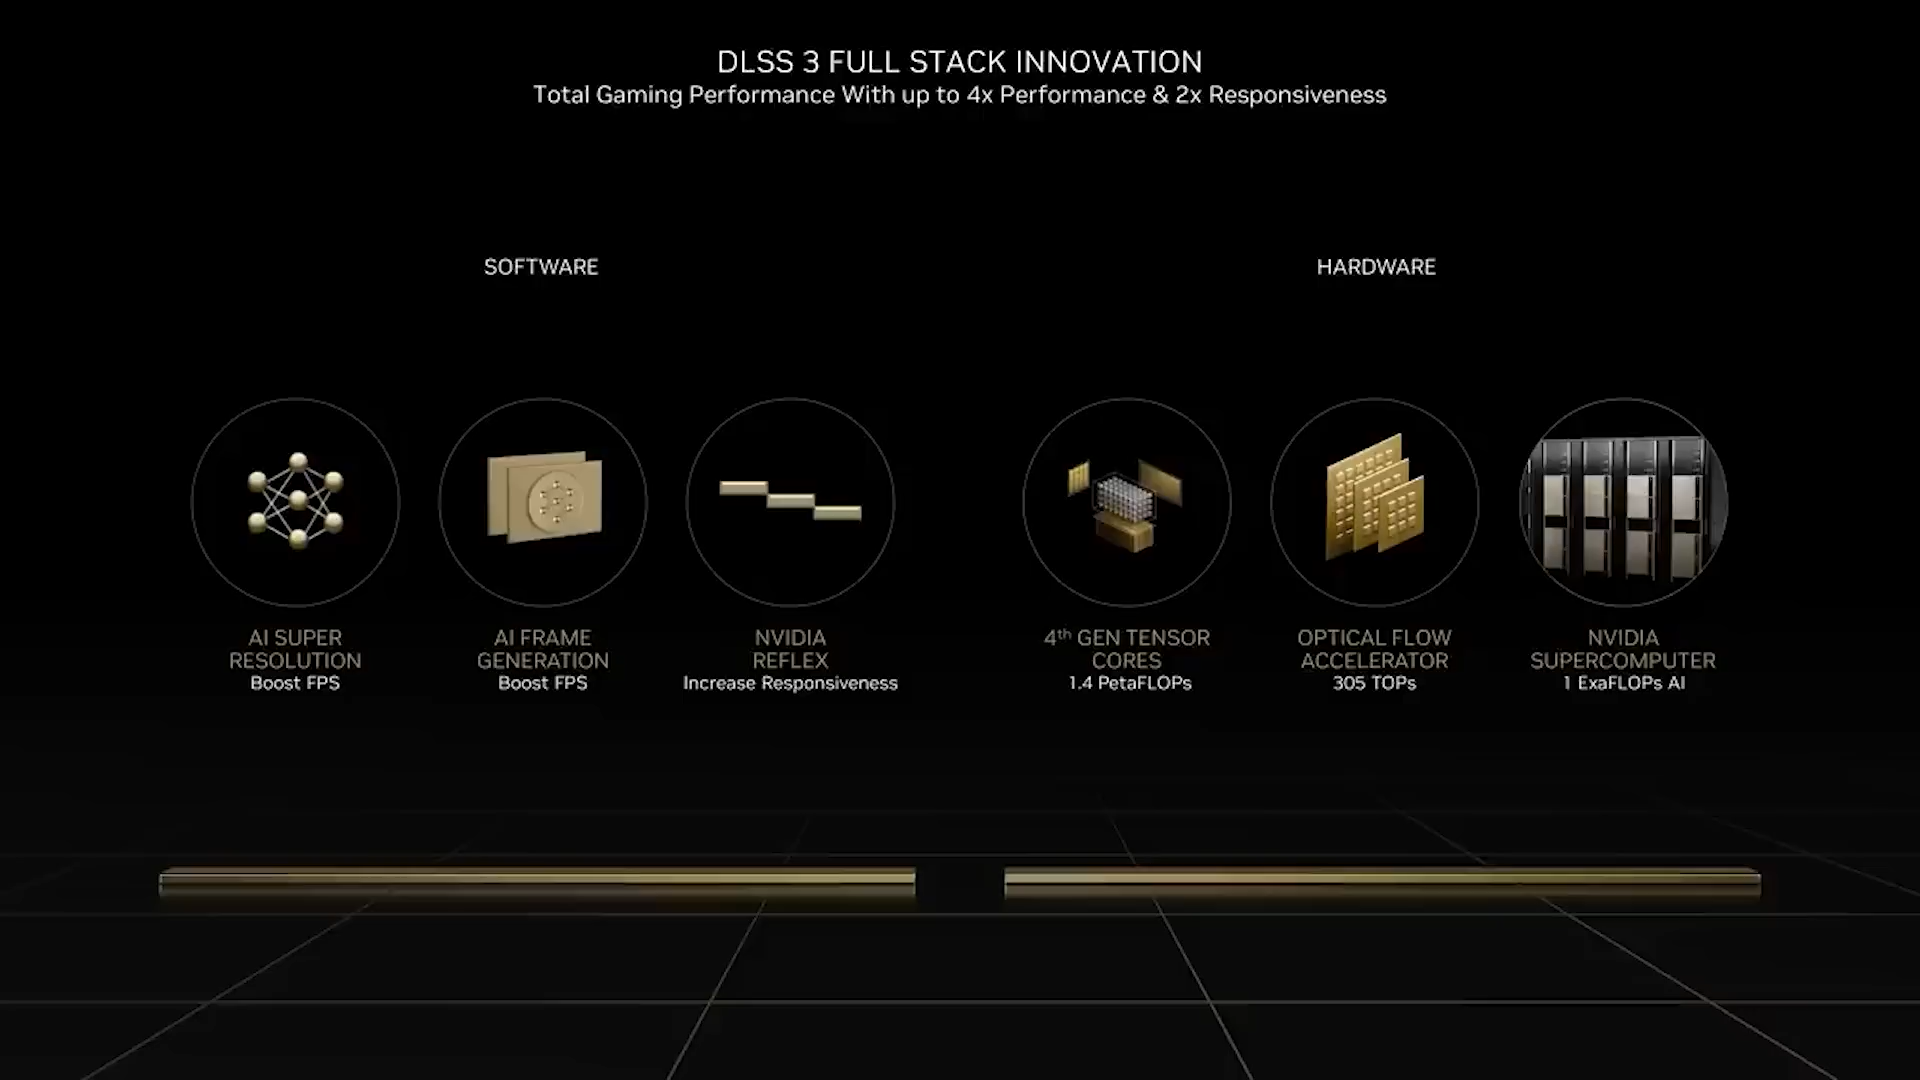 DLSS 3 FULL STACK INNOVATION
Total Gaming Performance With up to 4x Performance & 2x Responsiveness
SOFTWARE
AI SUPER
RESOLUTION
Boost FPS
AI FRAME
GENERATION
Boost FPS
NVIDIA
REFLEX
Increase Responsiveness
HARDWARE
4th GEN TENSOR
CORES
1.4 PetaFLOPs
OPTICAL FLOW
ACCELERATOR
305 TOPs
NVIDIA
SUPERCOMPUTER
1 ExaFLOPs AI